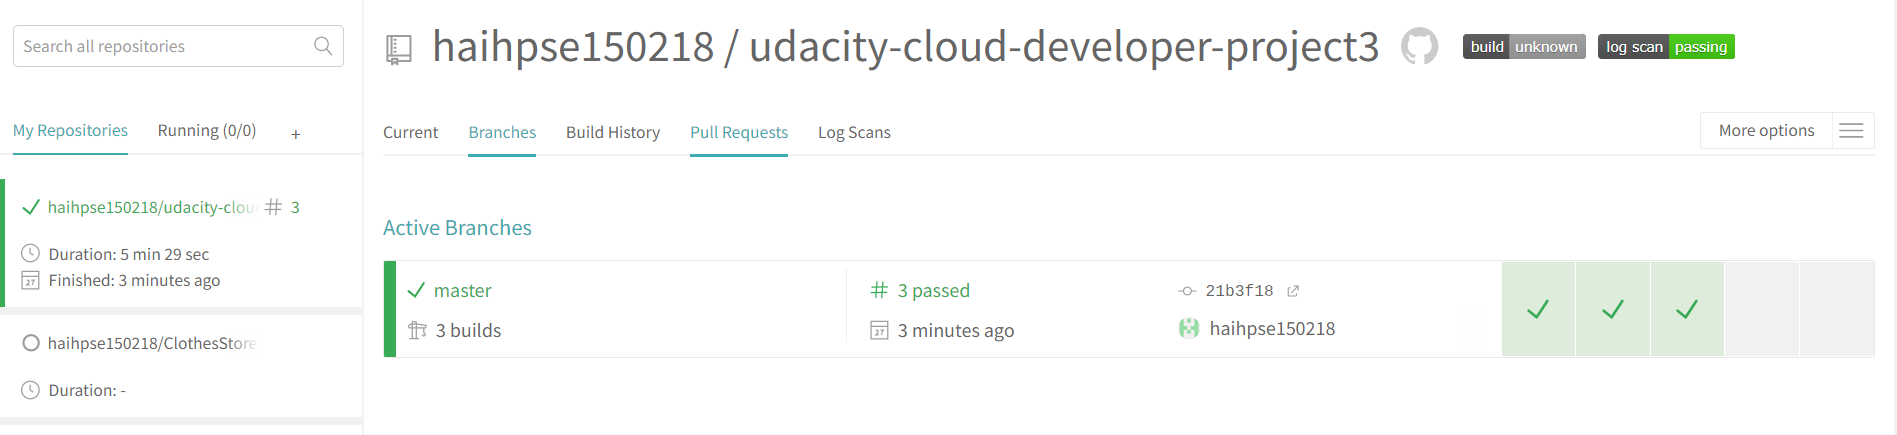 Search all repositories
haihpse150218 / udacity-cloud-developer-project3
build unknown
log scan passing
My Repositories
Running (0/0)
+
Current
Branches
Build History
Pull Requests
Log Scans
More options
haihpse150218/udacity-clou
# 3
Duration: 5 min 29 sec
27 Finished: 3 minutes ago
haihpse150218/ClothesStore
Duration: -
Active Branches
master
# 3 passed
21b3f18
3 builds
27 3 minutes ago
haihpse150218